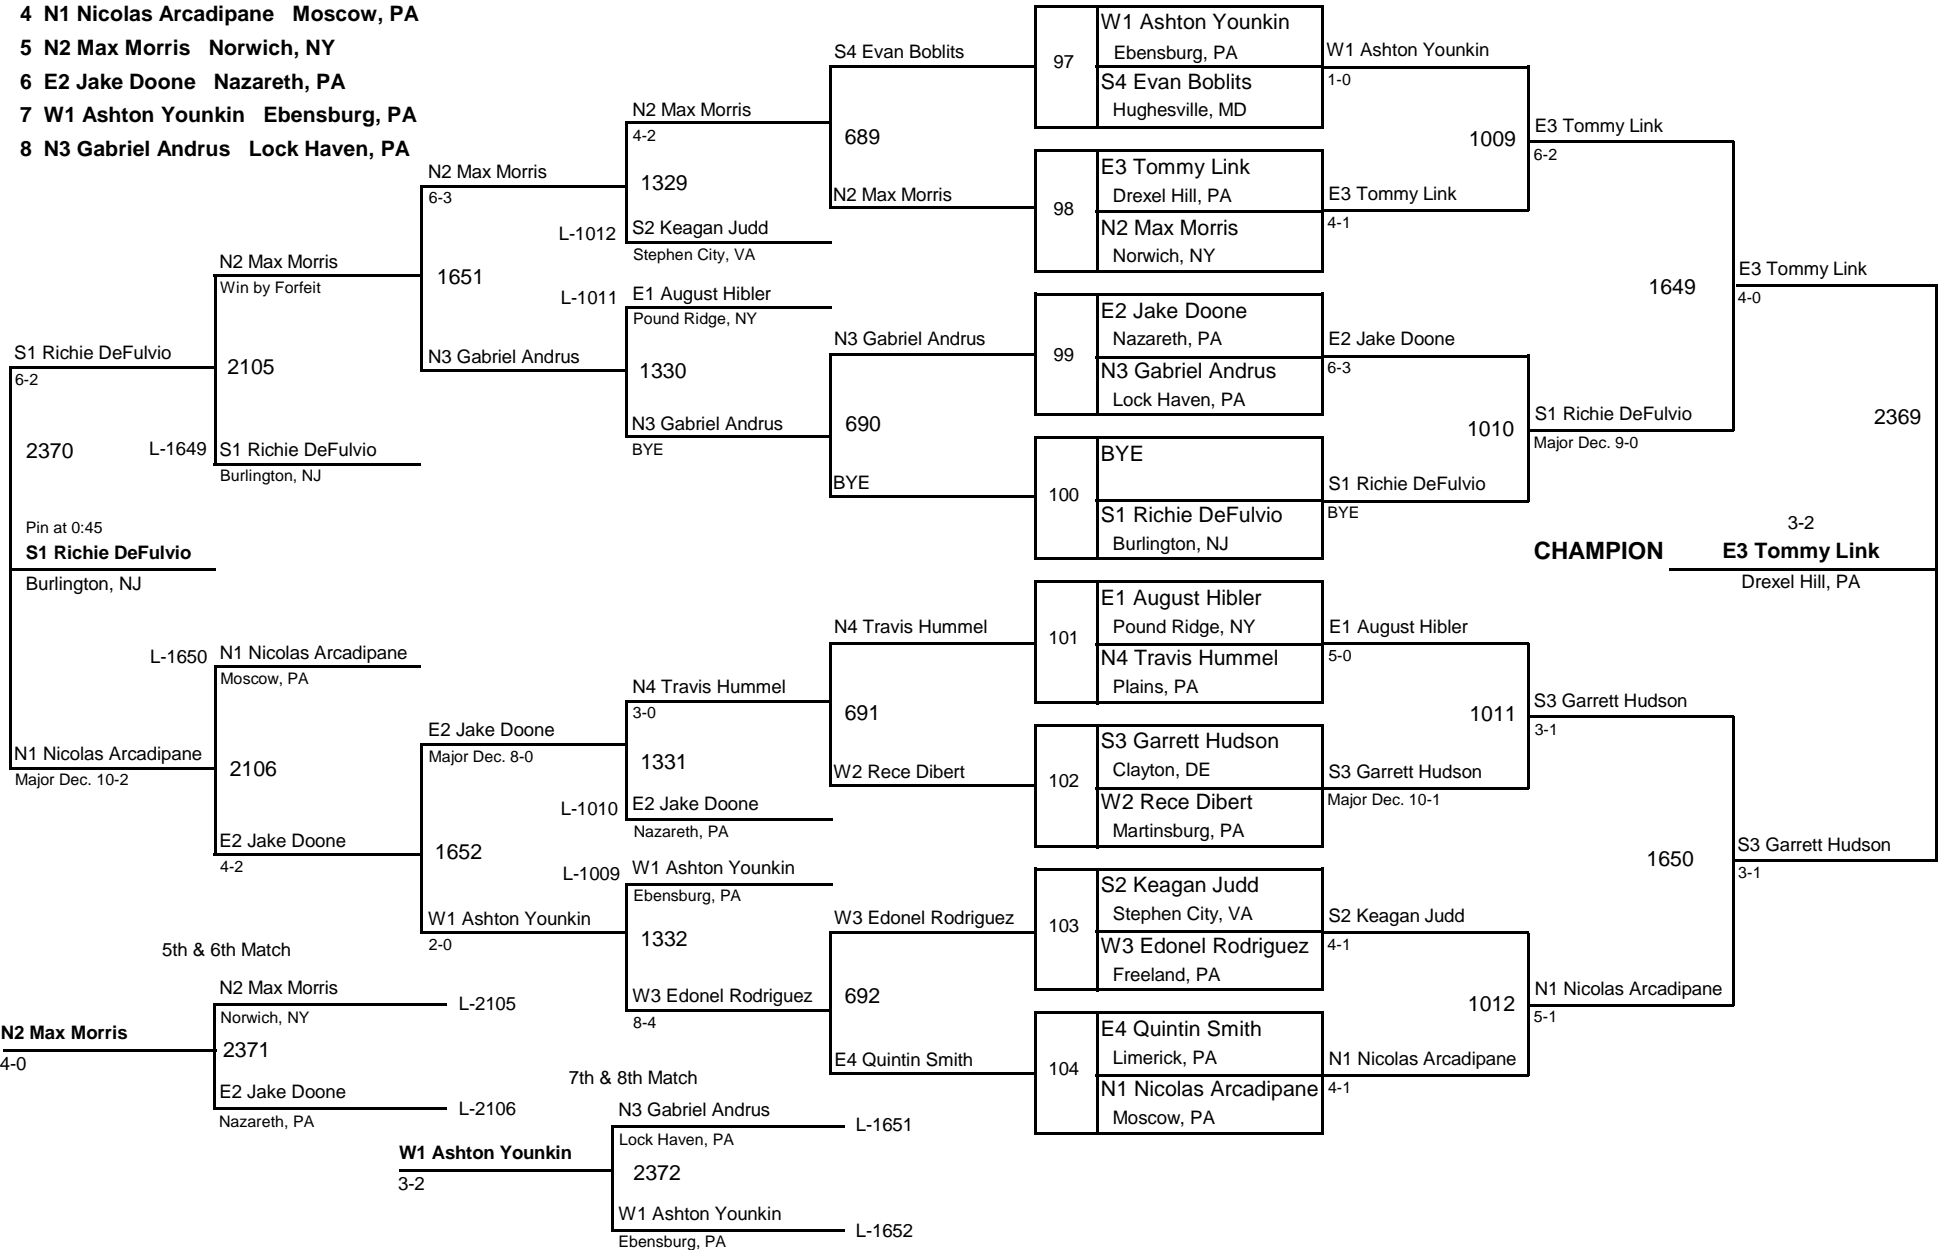 4 N1 Nicolas Arcadipane Moscow, PA
5 N2 Max Morris Norwich, NY
6 E2 Jake Doone Nazareth, PA
7 W1 Ashton Younkin Ebensburg, PA
8 N3 Gabriel Andrus Lock Haven, PA
S1 Richie DeFulvio
6-2
2370
Pin at 0:45
S1 Richie DeFulvio
Burlington, NJ
N1 Nicolas Arcadipane
Major Dec. 10-2
N2 Max Morris
Win by Forfeit
2105
L-1649
S1 Richie DeFulvio
Burlington, NJ
L-1650
N1 Nicolas Arcadipane
Moscow, PA
2106
E2 Jake Doone
4-2
N2 Max Morris
6-3
1651
N3 Gabriel Andrus
E2 Jake Doone
Major Dec. 8-0
1652
W1 Ashton Younkin
2-0
N2 Max Morris
4-2
1329
L-1012
S2 Keagan Judd
Stephen City, VA
L-1011
E1 August Hibler
Pound Ridge, NY
1330
N3 Gabriel Andrus
BYE
N4 Travis Hummel
3-0
1331
L-1010
E2 Jake Doone
Nazareth, PA
L-1009
W1 Ashton Younkin
Ebensburg, PA
1332
W3 Edonel Rodriguez
8-4
S4 Evan Boblits
689
N2 Max Morris
N3 Gabriel Andrus
690
BYE
N4 Travis Hummel
691
W2 Rece Dibert
W3 Edonel Rodriguez
692
E4 Quintin Smith
97
W1 Ashton Younkin
Ebensburg, PA
S4 Evan Boblits
Hughesville, MD
98
E3 Tommy Link
Drexel Hill, PA
N2 Max Morris
Norwich, NY
99
E2 Jake Doone
Nazareth, PA
N3 Gabriel Andrus
Lock Haven, PA
100
BYE
S1 Richie DeFulvio
Burlington, NJ
101
E1 August Hibler
Pound Ridge, NY
N4 Travis Hummel
Plains, PA
102
S3 Garrett Hudson
Clayton, DE
W2 Rece Dibert
Martinsburg, PA
103
S2 Keagan Judd
Stephen City, VA
W3 Edonel Rodriguez
Freeland, PA
104
E4 Quintin Smith
Limerick, PA
N1 Nicolas Arcadipane
Moscow, PA
W1 Ashton Younkin
1-0
1009
E3 Tommy Link
4-1
E2 Jake Doone
6-3
1010
S1 Richie DeFulvio
BYE
E1 August Hibler
5-0
1011
S3 Garrett Hudson
Major Dec. 10-1
S2 Keagan Judd
4-1
1012
N1 Nicolas Arcadipane
4-1
E3 Tommy Link
6-2
1649
S1 Richie DeFulvio
Major Dec. 9-0
S3 Garrett Hudson
3-1
1650
N1 Nicolas Arcadipane
5-1
E3 Tommy Link
4-0
2369
3-2
CHAMPION E3 Tommy Link
Drexel Hill, PA
S3 Garrett Hudson
3-1
5th & 6th Match
N2 Max Morris
L-2105
Norwich, NY
N2 Max Morris
4-0
2371
E2 Jake Doone
L-2106
Nazareth, PA
7th & 8th Match
N3 Gabriel Andrus
L-1651
Lock Haven, PA
W1 Ashton Younkin
3-2
2372
W1 Ashton Younkin
L-1652
Ebensburg, PA